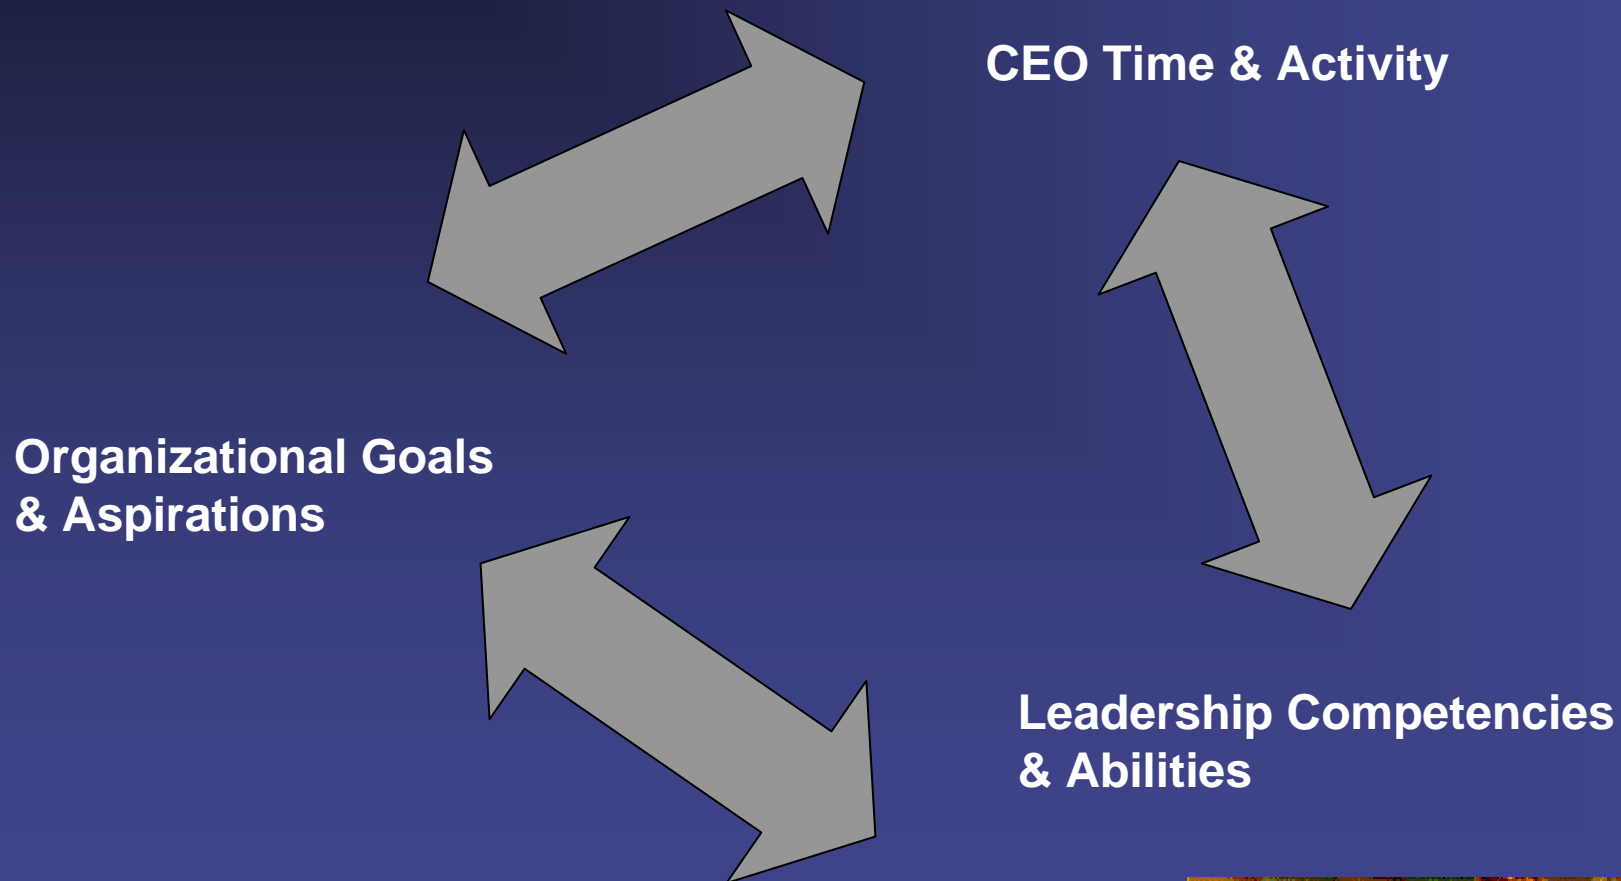 CEO Time & Activity
Organizational Goals
& Aspirations
Leadership Competencies
& Abilities